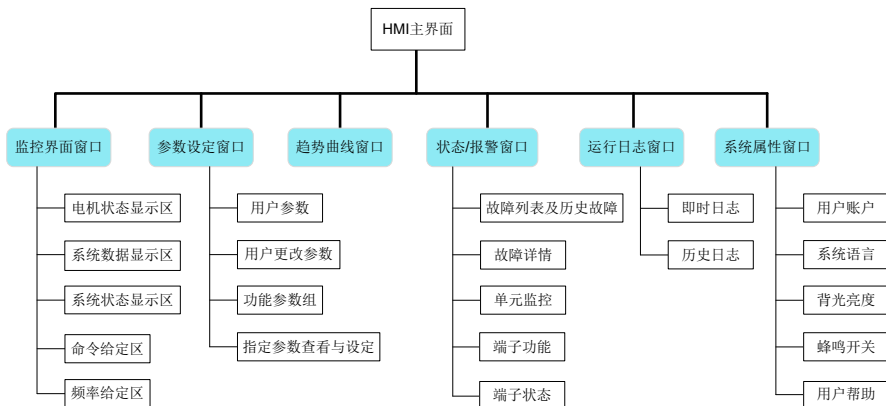 HMI主界面
监控界面窗口
参数设定窗口
趋势曲线窗口
状态/报警窗口
运行日志窗口
系统属性窗口
电机状态显示区
系统数据显示区
系统状态显示区
命令给定区
频率给定区
用户参数
用户更改参数
功能参数组
指定参数查看与设定
故障列表及历史故障
故障详情
单元监控
端子功能
端子状态
即时日志
历史日志
用户账户
系统语言
背光亮度
蜂鸣开关
用户帮助